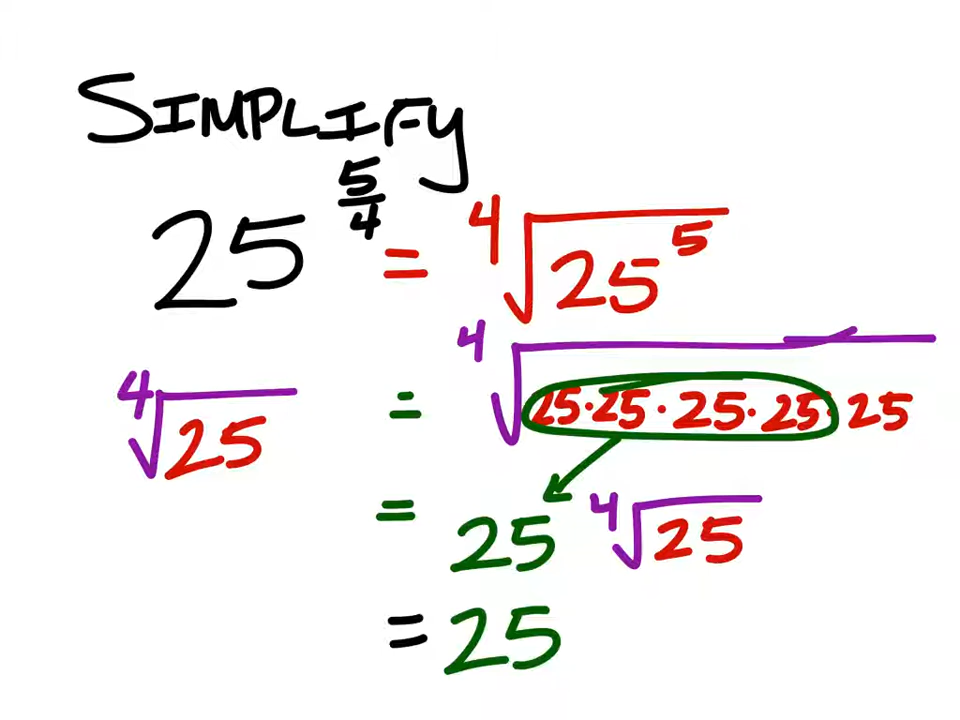 SIMPLIFY
25^(5/4) = ⁴√(25⁵)
⁴√25 = ⁴√(25·25·25·25·25)
= 25 ⁴√25
= 25